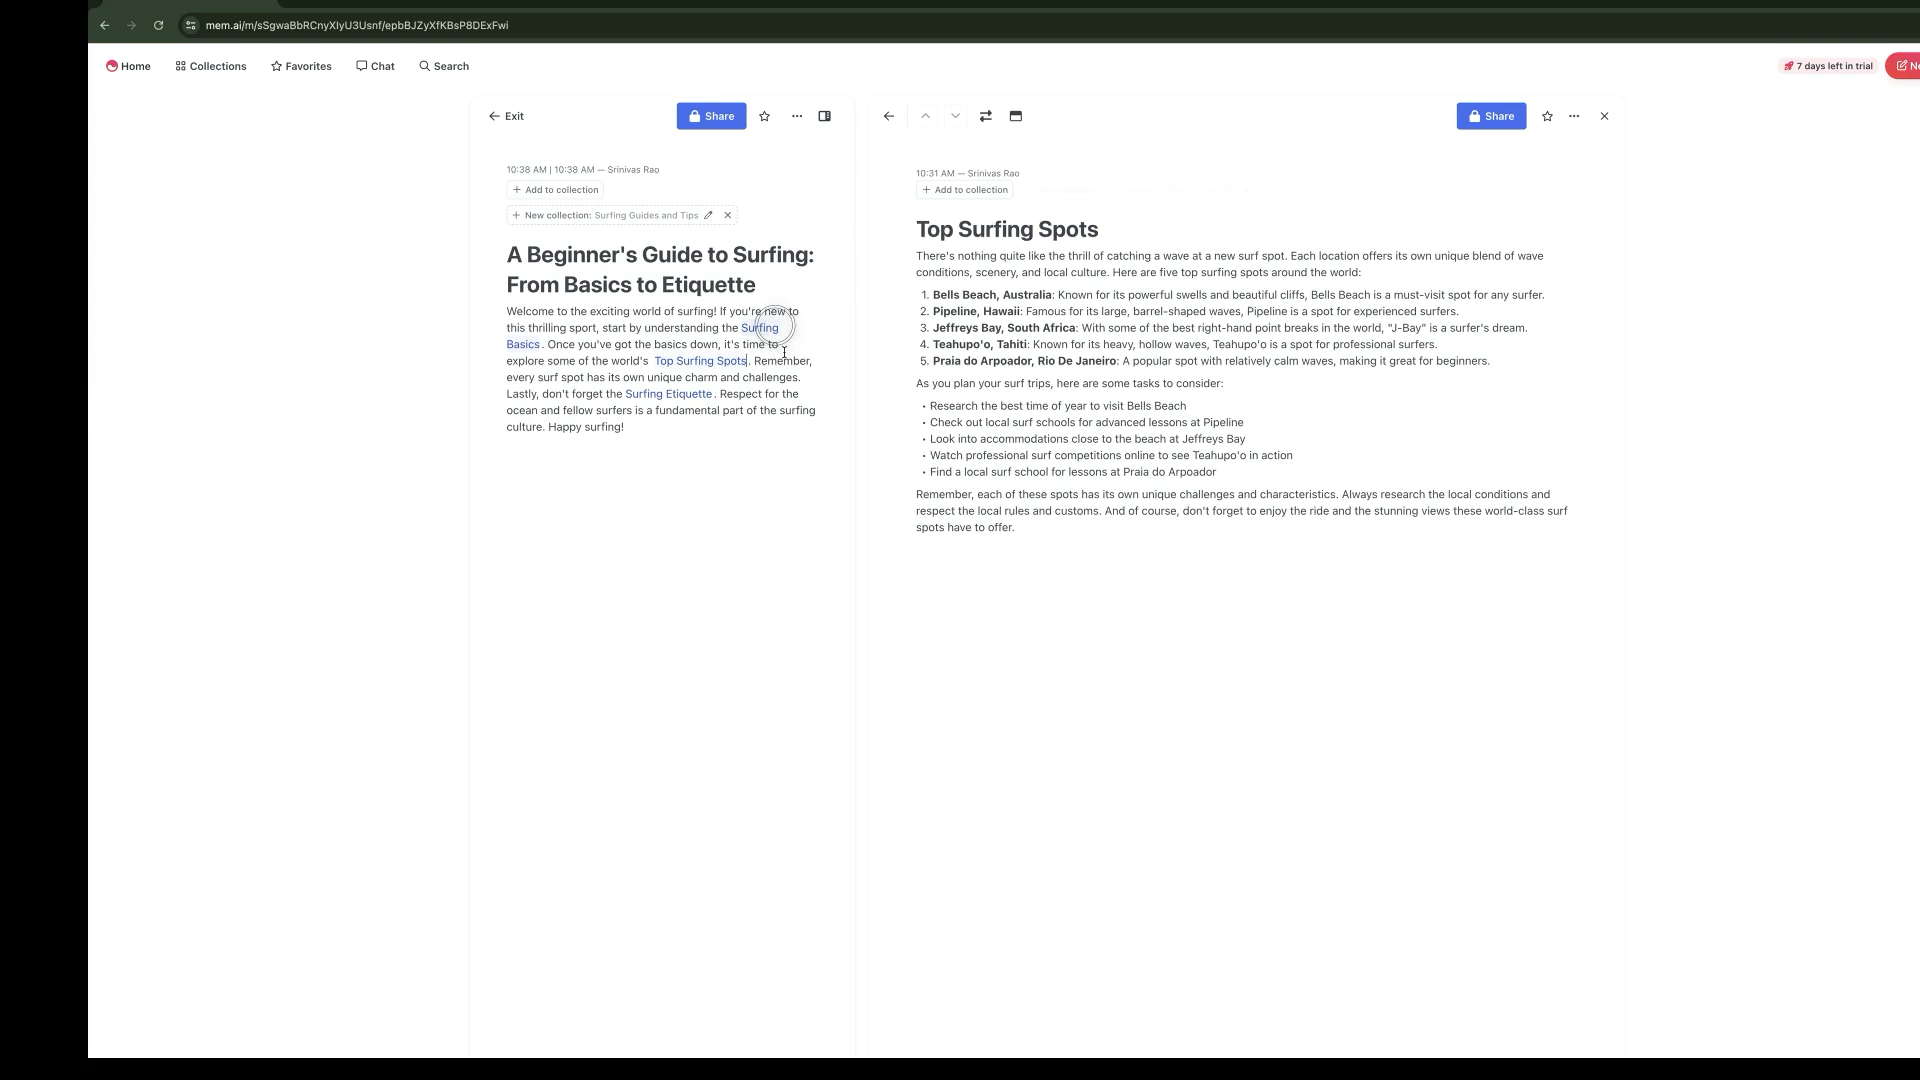 mem.ai/m/sSgwaBbRCnyXlyU3Usnf/epbBJZyXfKBsP8DExFwi
Home Collections Favorites Chat Search 7 days left in trial
Exit Share
10:38 AM | 10:38 AM — Srinivas Rao
+ Add to collection
+ New collection: Surfing Guides and Tips
A Beginner's Guide to Surfing:
From Basics to Etiquette
Welcome to the exciting world of surfing! If you're new to
this thrilling sport, start by understanding the Surfing
Basics. Once you've got the basics down, it's time to
explore some of the world's Top Surfing Spots. Remember,
every surf spot has its own unique charm and challenges.
Lastly, don't forget the Surfing Etiquette. Respect for the
ocean and fellow surfers is a fundamental part of the surfing
culture. Happy surfing!
Share
10:31 AM — Srinivas Rao
+ Add to collection
Top Surfing Spots
There's nothing quite like the thrill of catching a wave at a new surf spot. Each location offers its own unique blend of wave
conditions, scenery, and local culture. Here are five top surfing spots around the world:
1. Bells Beach, Australia: Known for its powerful swells and beautiful cliffs, Bells Beach is a must-visit spot for any surfer.
2. Pipeline, Hawaii: Famous for its large, barrel-shaped waves, Pipeline is a spot for experienced surfers.
3. Jeffreys Bay, South Africa: With some of the best right-hand point breaks in the world, "J-Bay" is a surfer's dream.
4. Teahupo'o, Tahiti: Known for its heavy, hollow waves, Teahupo'o is a spot for professional surfers.
5. Praia do Arpoador, Rio De Janeiro: A popular spot with relatively calm waves, making it great for beginners.
As you plan your surf trips, here are some tasks to consider:
• Research the best time of year to visit Bells Beach
• Check out local surf schools for advanced lessons at Pipeline
• Look into accommodations close to the beach at Jeffreys Bay
• Watch professional surf competitions online to see Teahupo'o in action
• Find a local surf school for lessons at Praia do Arpoador
Remember, each of these spots has its own unique challenges and characteristics. Always research the local conditions and
respect the local rules and customs. And of course, don't forget to enjoy the ride and the stunning views these world-class surf
spots have to offer.